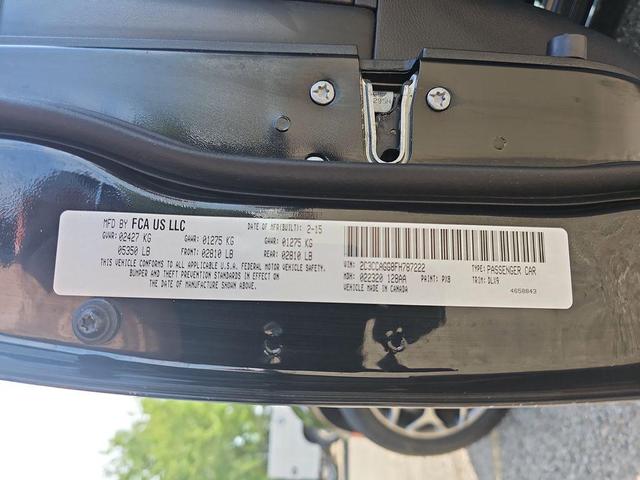 MFD BY FCA US LLC DATE OF MFR(BUILT): 2-15
GVWR: 02427 KG GAWR: 01275 KG GAWR: 01275 KG
05350 LB FRONT: 02810 LB REAR: 02810 LB
THIS VEHICLE CONFORMS TO ALL APPLICABLE U.S.A. FEDERAL MOTOR VEHICLE SAFETY,
BUMPER AND THEFT PREVENTION STANDARDS IN EFFECT ON
THE DATE OF MANUFACTURE SHOWN ABOVE.
VIN: 2C3CCAGG8FH787222 TYPE: PASSENGER CAR
MDH: 022320 128AA PAINT: PX8 TRIM: DLX9
VEHICLE MADE IN CANADA 4658843